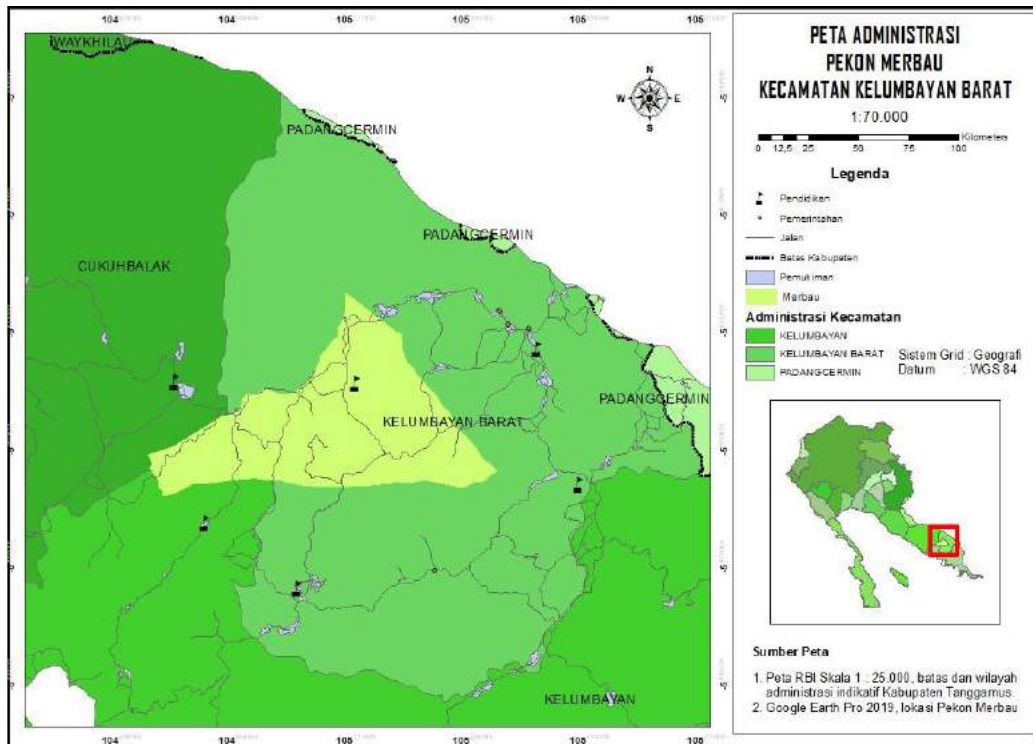 104 104 105 105 105 105
WAYKHILAU
PADANGCERMIN
N
W E
S
PADANGCERMIN
CUKUHBALAK
PADANGCERMIN
KELUMBAYAN BARAT
KELUMBAYAN
104 104 105 105 105 105
PETA ADMINISTRASI
PEKON MERBAU
KECAMATAN KELUMBAYAN BARAT
1:70.000
Kilometers
0 12,5 25 50 75 100
Legenda
Pendidikan
Pemerintahan
Jalan
Batas Kabupaten
Pemukiman
Merbau
Administrasi Kecamatan
KELUMBAYAN
KELUMBAYAN BARAT
PADANGCERMIN
Sistem Grid : Geografi
Datum : WGS 84
Sumber Peta
1. Peta RBI Skala 1 : 25.000, batas dan wilayah
administrasi indikatif Kabupaten Tanggamus.
2. Google Earth Pro 2019, lokasi Pekon Merbau